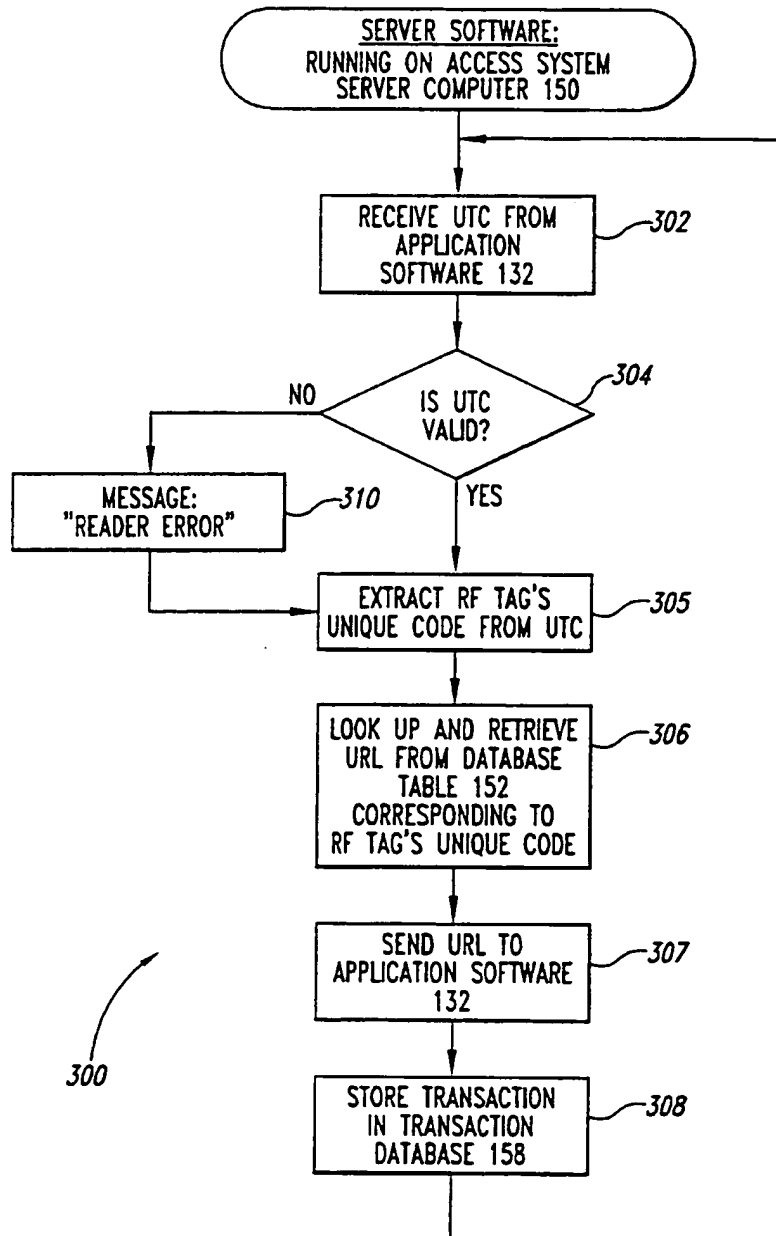 SERVER SOFTWARE:
RUNNING ON ACCESS SYSTEM
SERVER COMPUTER 150
RECEIVE UTC FROM
APPLICATION
SOFTWARE 132
302
IS UTC
VALID?
304
NO
YES
MESSAGE:
"READER ERROR"
310
EXTRACT RF TAG'S
UNIQUE CODE FROM UTC
305
LOOK UP AND RETRIEVE
URL FROM DATABASE
TABLE 152
CORRESPONDING TO
RF TAG'S UNIQUE CODE
306
SEND URL TO
APPLICATION SOFTWARE
132
307
300
STORE TRANSACTION
IN TRANSACTION
DATABASE 158
308